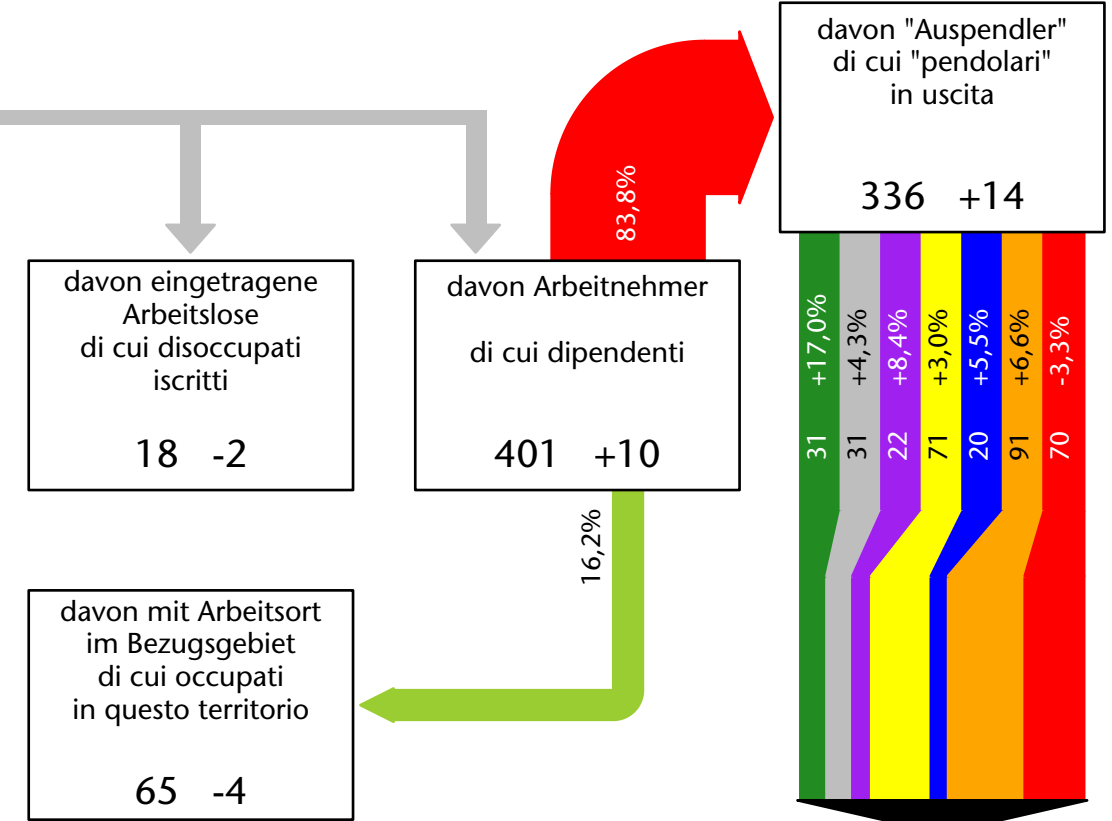 davon "Auspendler"
di cui "pendolari"
in uscita
336 +14
83,8%
davon eingetragene
Arbeitslose
di cui disoccupati
iscritti
18 -2
davon Arbeitnehmer
di cui dipendenti
401 +10
31 +17,0%
31 +4,3%
22 +8,4%
71 +3,0%
20 +5,5%
91 +6,6%
70 -3,3%
16,2%
davon mit Arbeitsort
im Bezugsgebiet
di cui occupati
in questo territorio
65 -4